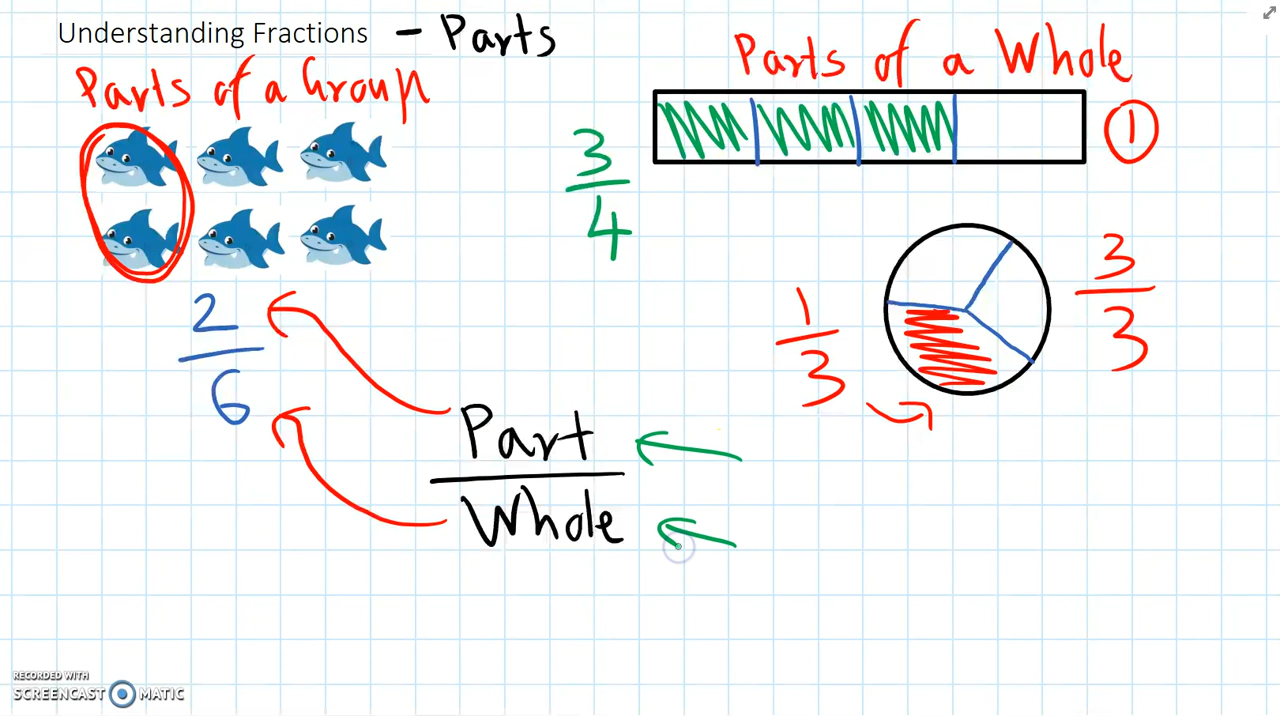 Understanding Fractions - Parts
Parts of a Group
Parts of a Whole
1
3
4
2
6
1
3
3
3
Part
Whole
RECORDED WITH
SCREENCAST MATIC